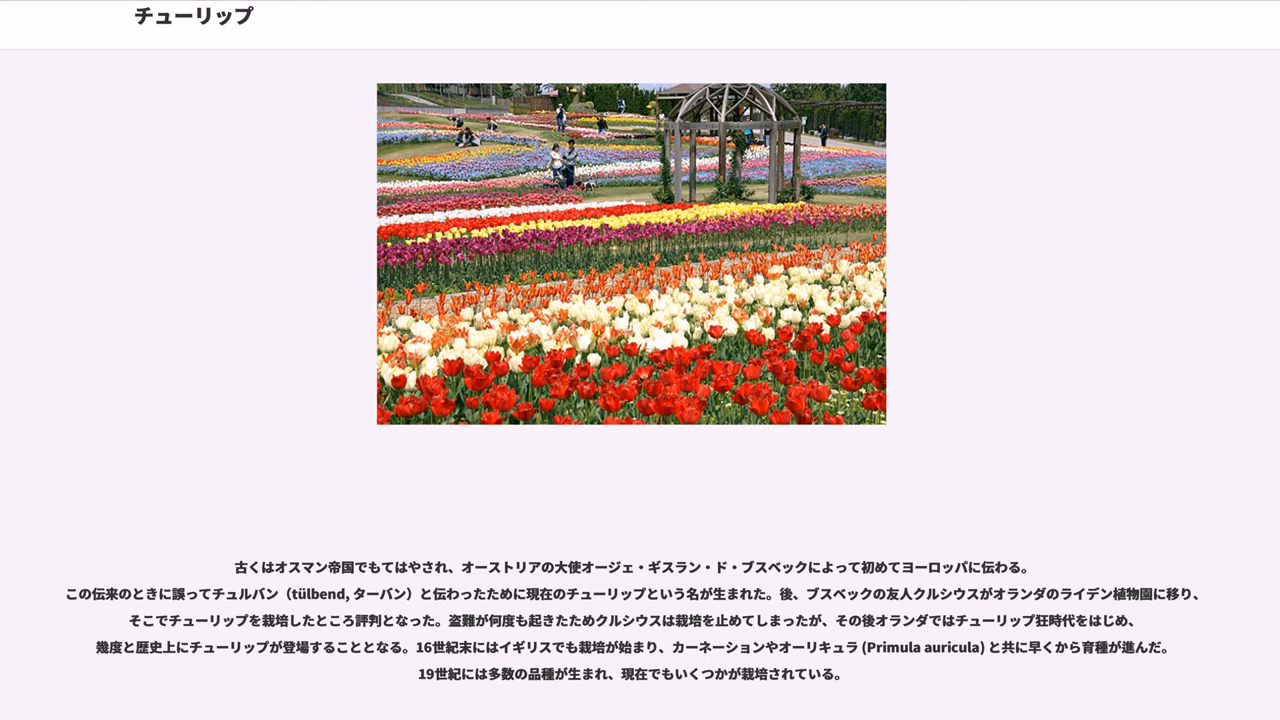 チューリップ
古くはオスマン帝国でもてはやされ、オーストリアの大使オージェ・ギスラン・ド・ブスベックによって初めてヨーロッパに伝わる。
この伝来のときに誤ってチュルバン（tülbend, ターバン）と伝わったために現在のチューリップという名が生まれた。後、ブスベックの友人クルシウスがオランダのライデン植物園に移り、
そこでチューリップを栽培したところ評判となった。盗難が何度も起きたためクルシウスは栽培を止めてしまったが、その後オランダではチューリップ狂時代をはじめ、
幾度と歴史上にチューリップが登場することとなる。16世紀末にはイギリスでも栽培が始まり、カーネーションやオーリキュラ (Primula auricula) と共に早くから育種が進んだ。
19世紀には多数の品種が生まれ、現在でもいくつかが栽培されている。